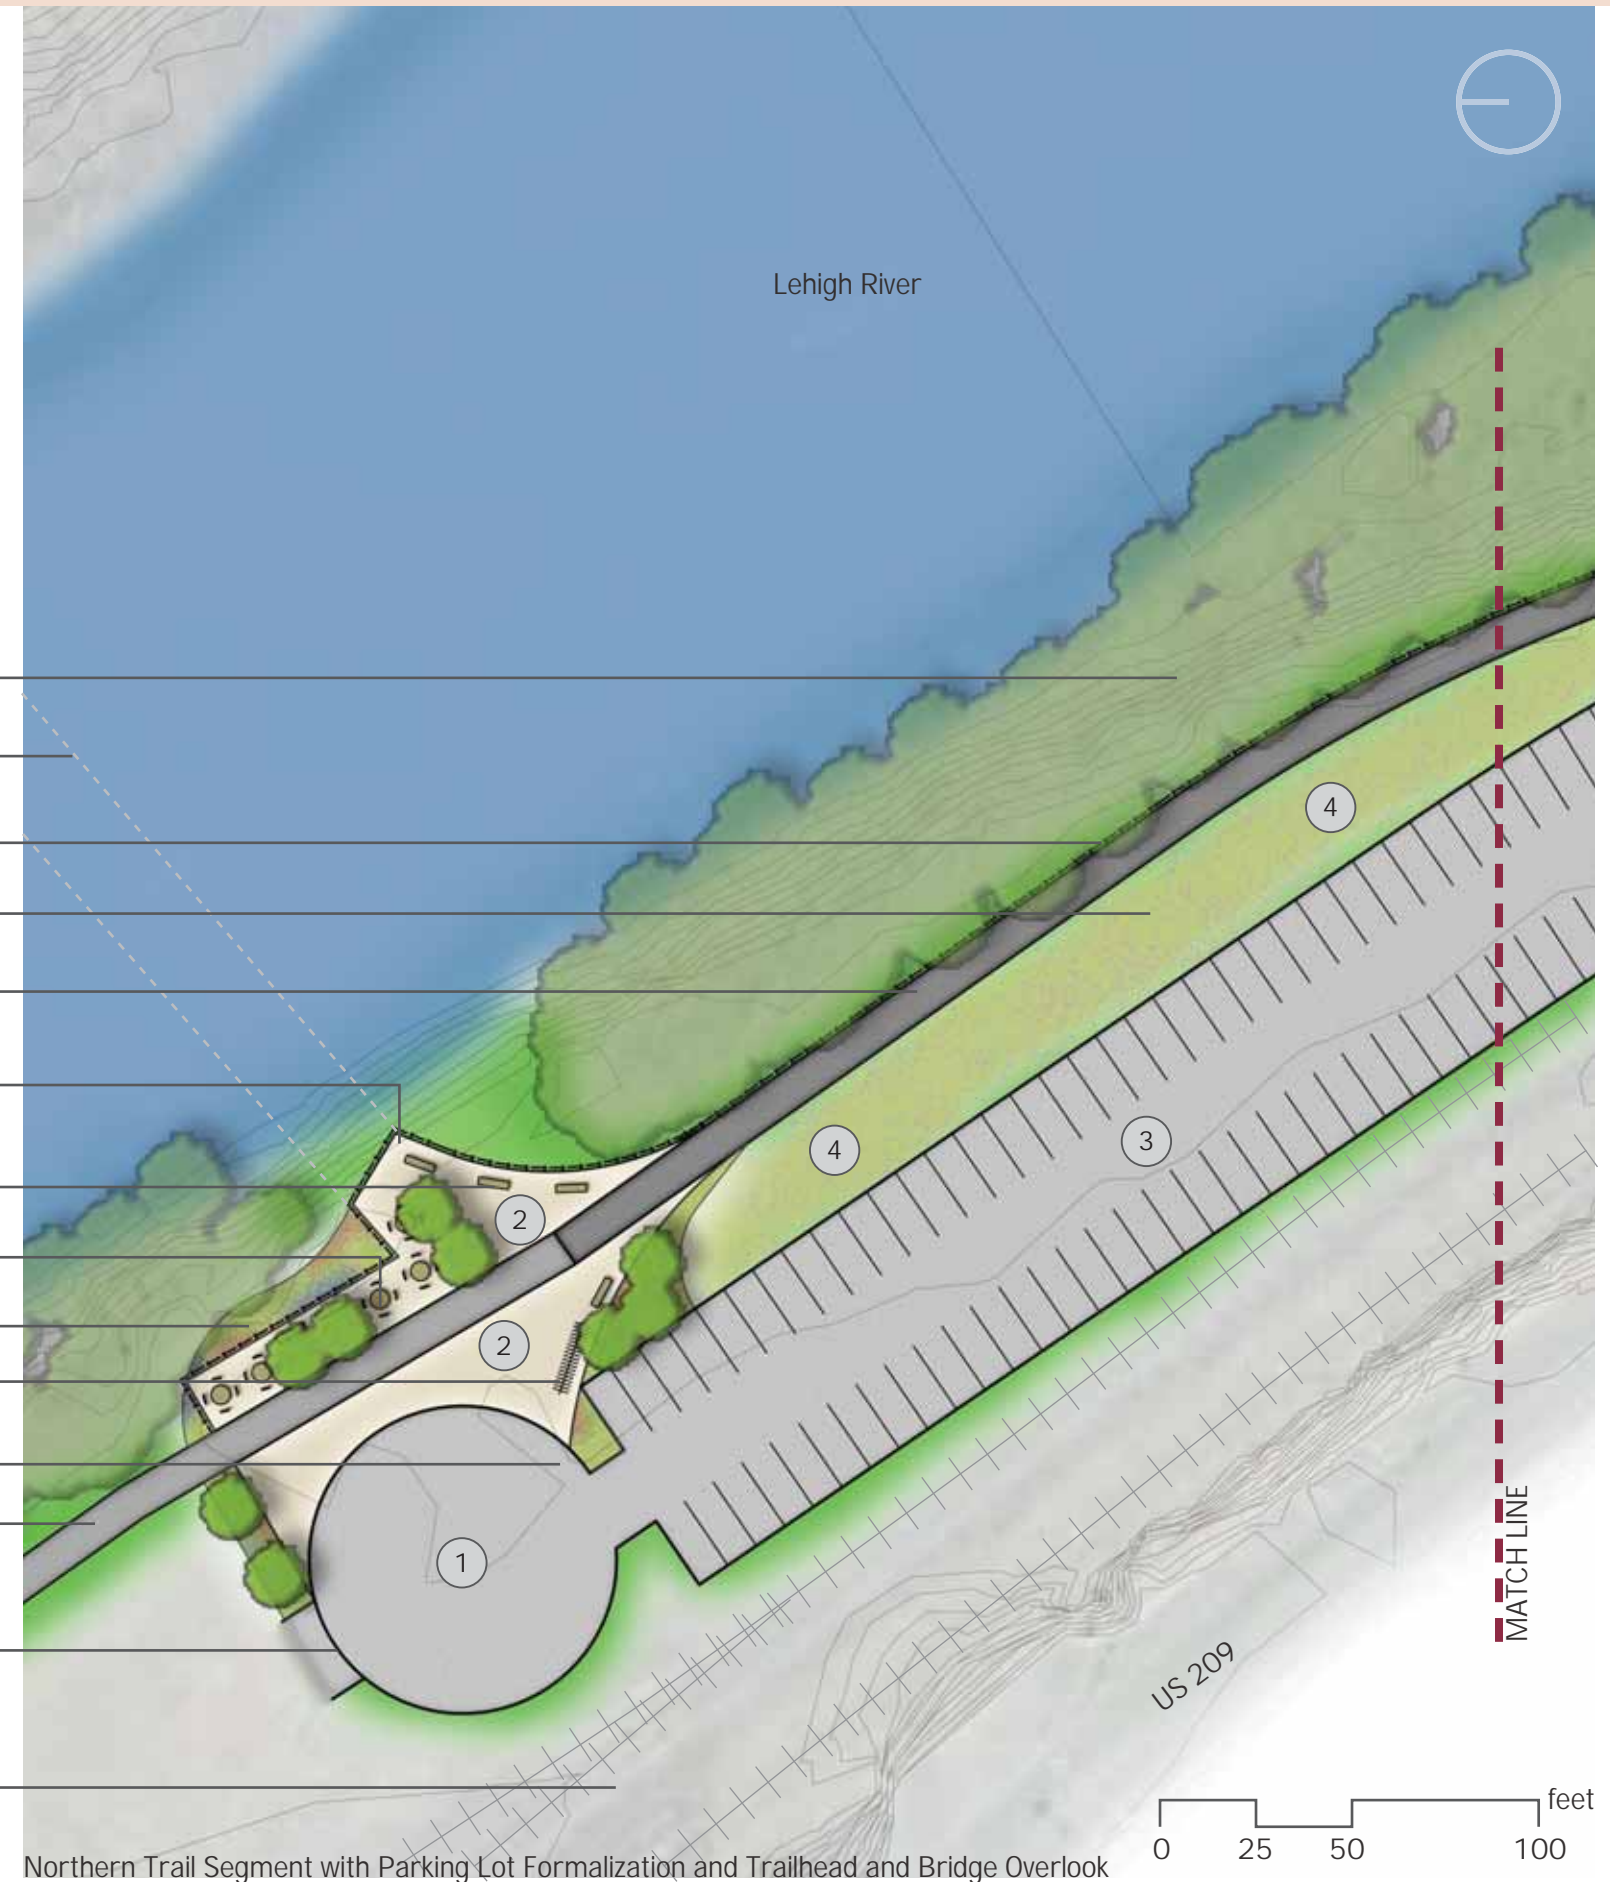 Lehigh River
4
4
3
2
2
1
MATCH LINE
US 209
feet
0 25 50 100
Northern Trail Segment with Parking Lot Formalization and Trailhead and Bridge Overlook